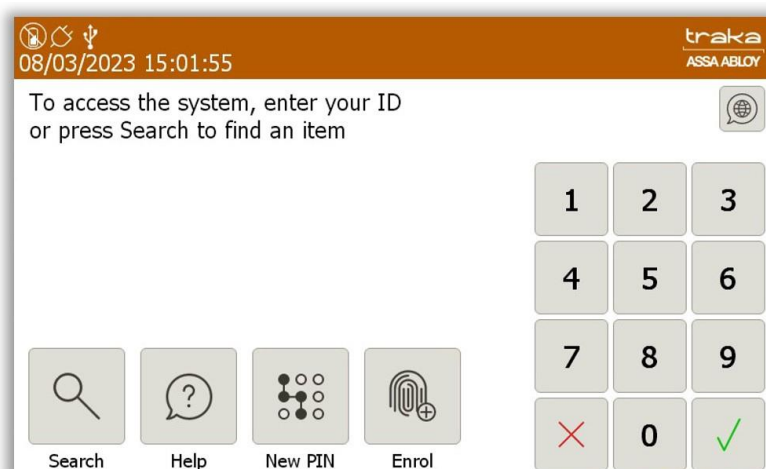 traka
08/03/2023 15:01:55
ASSA ABLOY
To access the system, enter your ID
or press Search to find an item
1 2 3
4 5 6
7 8 9
0
?
Search Help New PIN Enrol